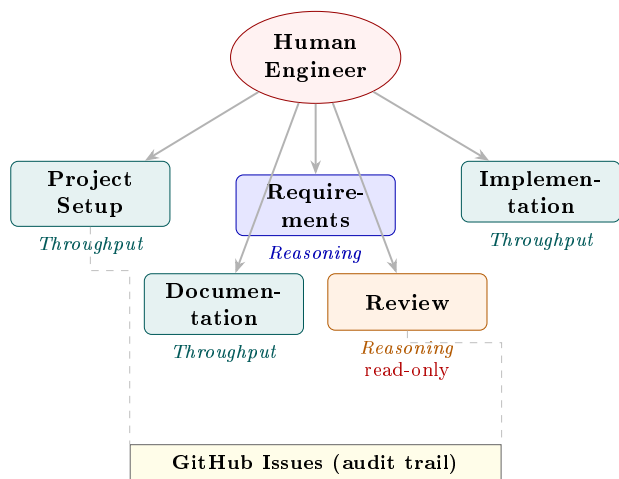 Human
Engineer
Project
Setup
Throughput
Require-
ments
Reasoning
Implemen-
tation
Throughput
Documen-
tation
Throughput
Review
Reasoning
read-only
GitHub Issues (audit trail)